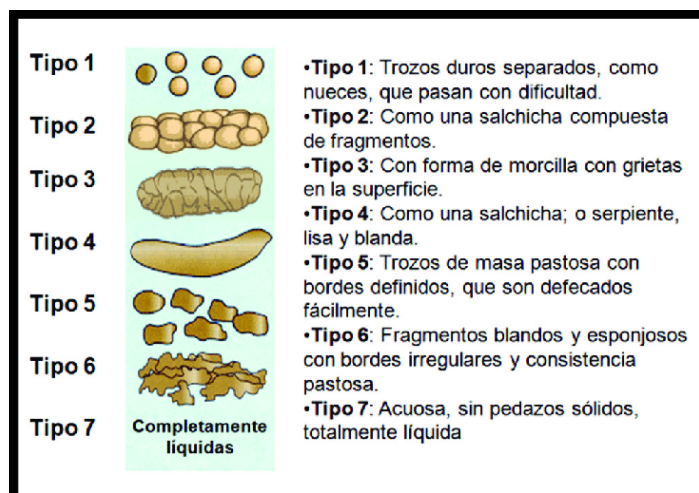 Tipo 1
Tipo 2
Tipo 3
Tipo 4
Tipo 5
Tipo 6
Tipo 7
Completamente
líquidas
•Tipo 1: Trozos duros separados, como
nueces, que pasan con dificultad.
•Tipo 2: Como una salchicha compuesta
de fragmentos.
•Tipo 3: Con forma de morcilla con grietas
en la superficie.
•Tipo 4: Como una salchicha; o serpiente,
lisa y blanda.
•Tipo 5: Trozos de masa pastosa con
bordes definidos, que son defecados
fácilmente.
•Tipo 6: Fragmentos blandos y esponjosos
con bordes irregulares y consistencia
pastosa.
•Tipo 7: Acuosa, sin pedazos sólidos,
totalmente líquida